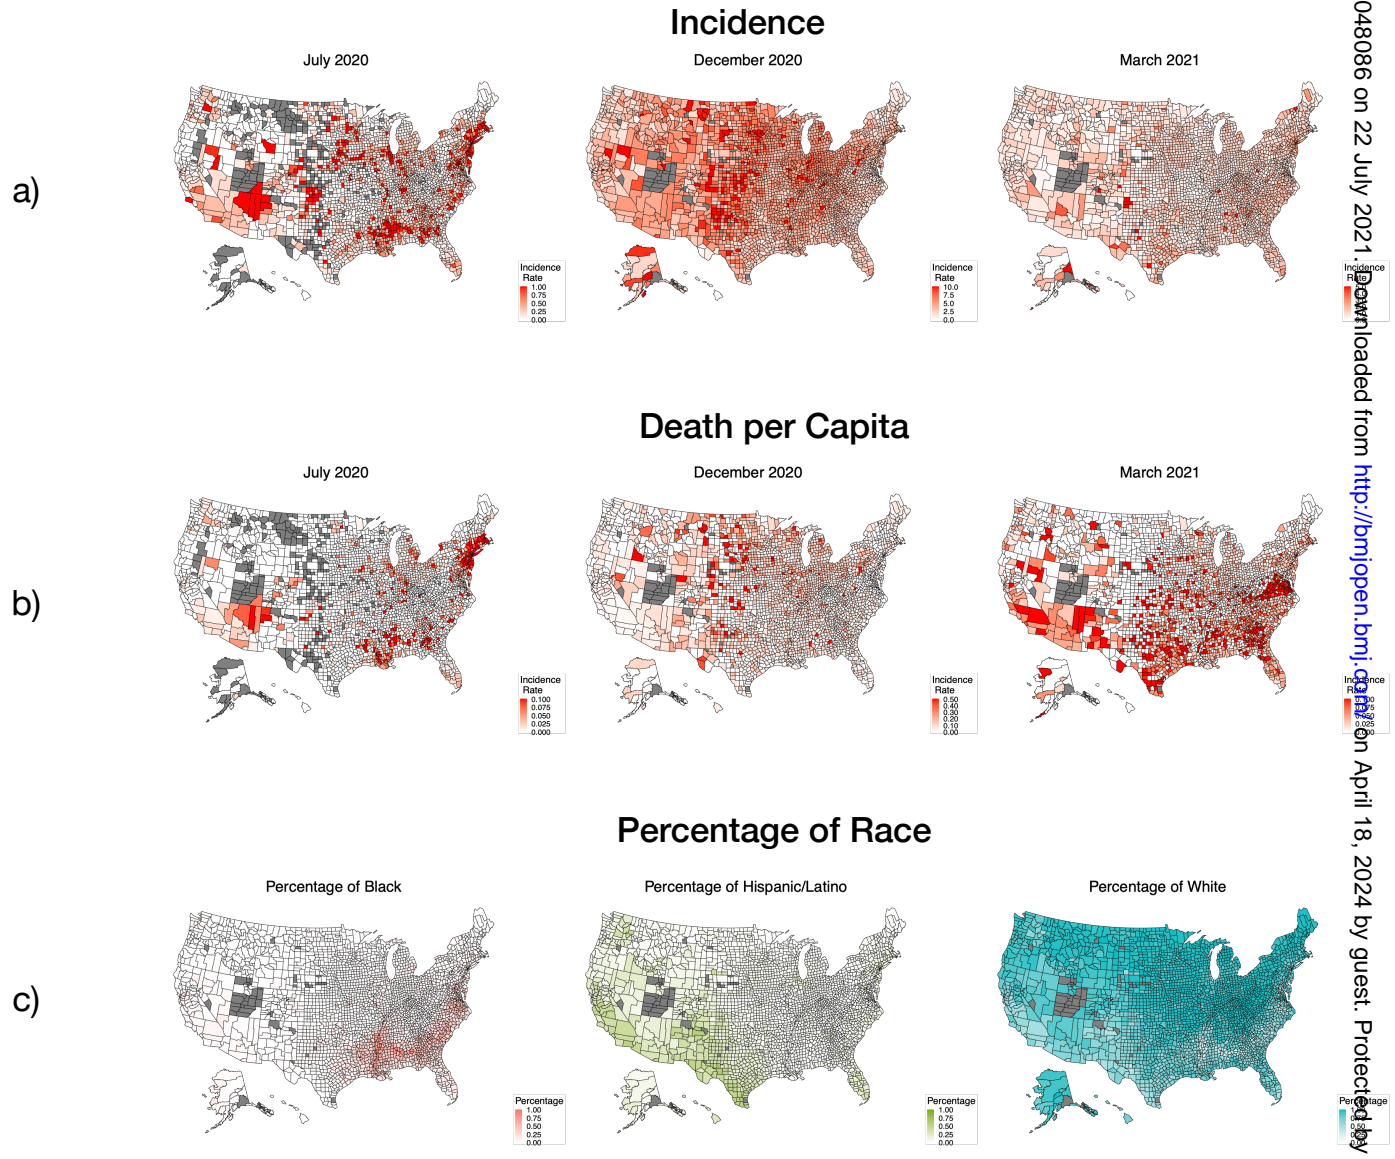 Incidence
July 2020
December 2020
March 2021
a)
Incidence
Rate
1.00
0.75
0.50
0.25
0.00
Incidence
Rate
10.0
7.5
5.0
2.5
0.0
Incidence
Death per Capita
July 2020
December 2020
March 2021
b)
Incidence
Rate
0.100
0.075
0.050
0.025
0.000
Incidence
Rate
0.50
0.40
0.30
0.20
0.10
0.00
Incidence
Percentage of Race
Percentage of Black
Percentage of Hispanic/Latino
Percentage of White
c)
Percentage
1.00
0.75
0.50
0.25
0.00
Percentage
1.00
0.75
0.50
0.25
0.00
Percentage
048086 on 22 July 2021. Downloaded from http://bmjopen.bmj.com/ on April 18, 2024 by guest. Protected by